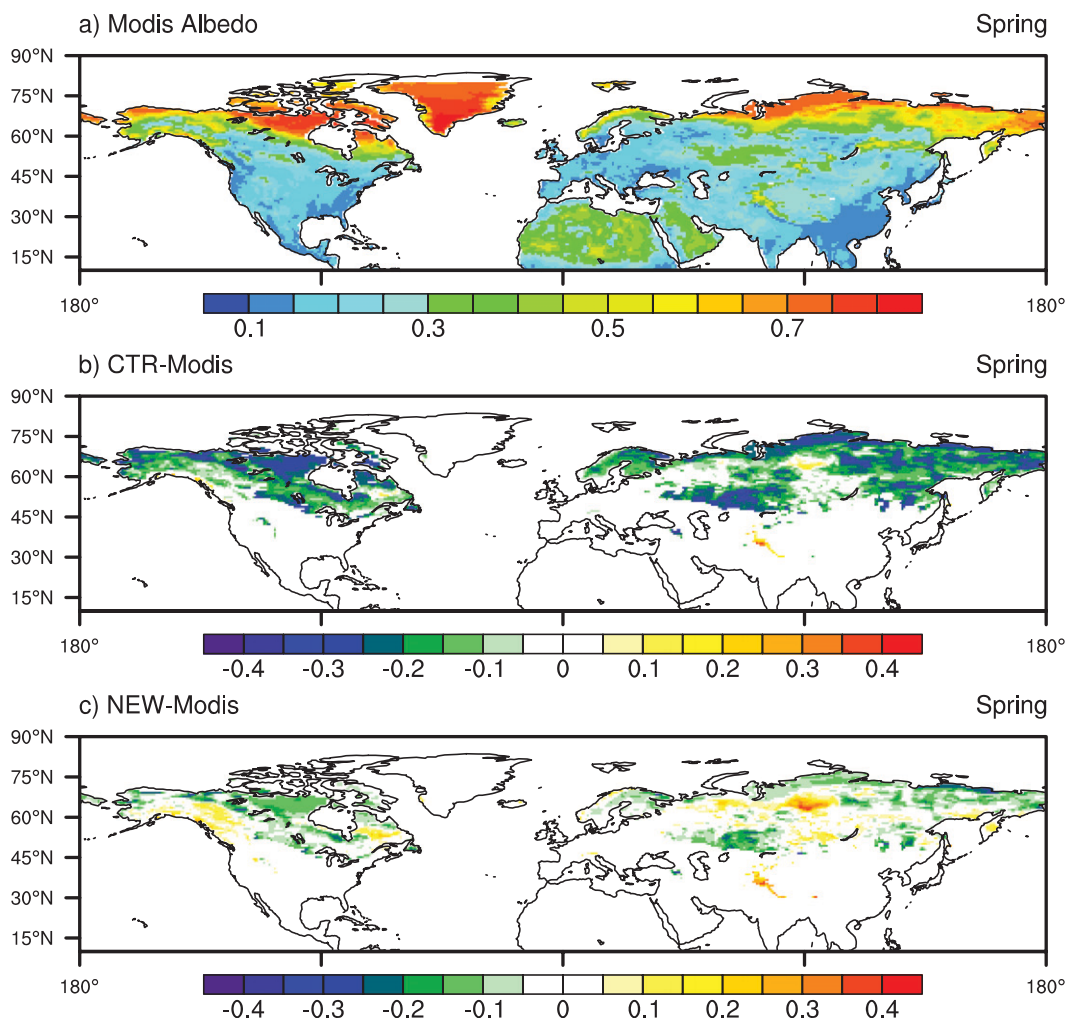 a) Modis Albedo Spring
90°N
75°N
60°N
45°N
30°N
15°N
180° 180°
0.1 0.3 0.5 0.7
b) CTR-Modis Spring
90°N
75°N
60°N
45°N
30°N
15°N
180° 180°
-0.4 -0.3 -0.2 -0.1 0 0.1 0.2 0.3 0.4
c) NEW-Modis Spring
90°N
75°N
60°N
45°N
30°N
15°N
180° 180°
-0.4 -0.3 -0.2 -0.1 0 0.1 0.2 0.3 0.4